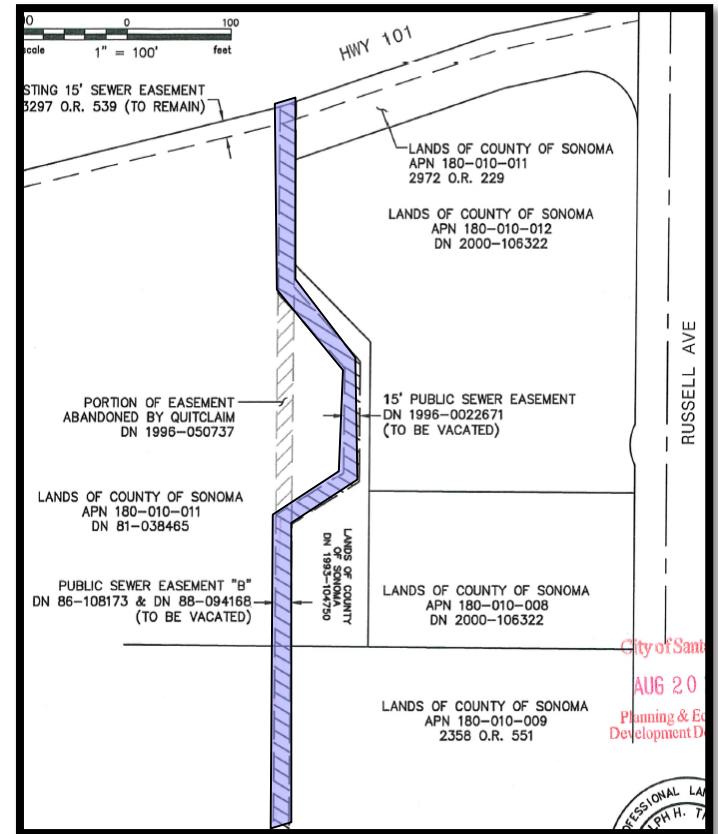 0 100
scale 1" = 100' feet
HWY 101
STING 15' SEWER EASEMENT
3297 O.R. 539 (TO REMAIN)
LANDS OF COUNTY OF SONOMA
APN 180-010-011
2972 O.R. 229
LANDS OF COUNTY OF SONOMA
APN 180-010-012
DN 2000-106322
RUSSELL AVE
PORTION OF EASEMENT
ABANDONED BY QUITCLAIM
DN 1996-050737
15' PUBLIC SEWER EASEMENT
DN 1996-0022671
(TO BE VACATED)
LANDS OF COUNTY OF SONOMA
APN 180-010-011
DN 81-038465
LANDS OF COUNTY
OF SONOMA
DN 1993-104750
PUBLIC SEWER EASEMENT "B"
DN 86-108173 & DN 88-094168
(TO BE VACATED)
LANDS OF COUNTY OF SONOMA
APN 180-010-008
DN 2000-106322
City of Sant
AUG 20
Planning & Ec
Development D
LANDS OF COUNTY OF SONOMA
APN 180-010-009
2358 O.R. 551
FESSIONAL LA
PH H. T